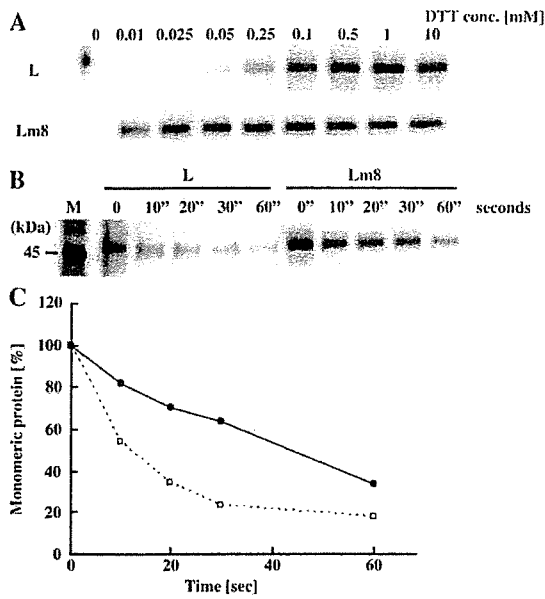 A
DTT conc. [mM]
0 0.01 0.025 0.05 0.25 0.1 0.5 1 10
L
Lm8
B
L Lm8
M 0 10” 20” 30” 60” 0” 10” 20” 30” 60” seconds
(kDa)
45
C
120
100
80
60
40
20
0
Monomeric protein [%]
0 20 40 60
Time [sec]